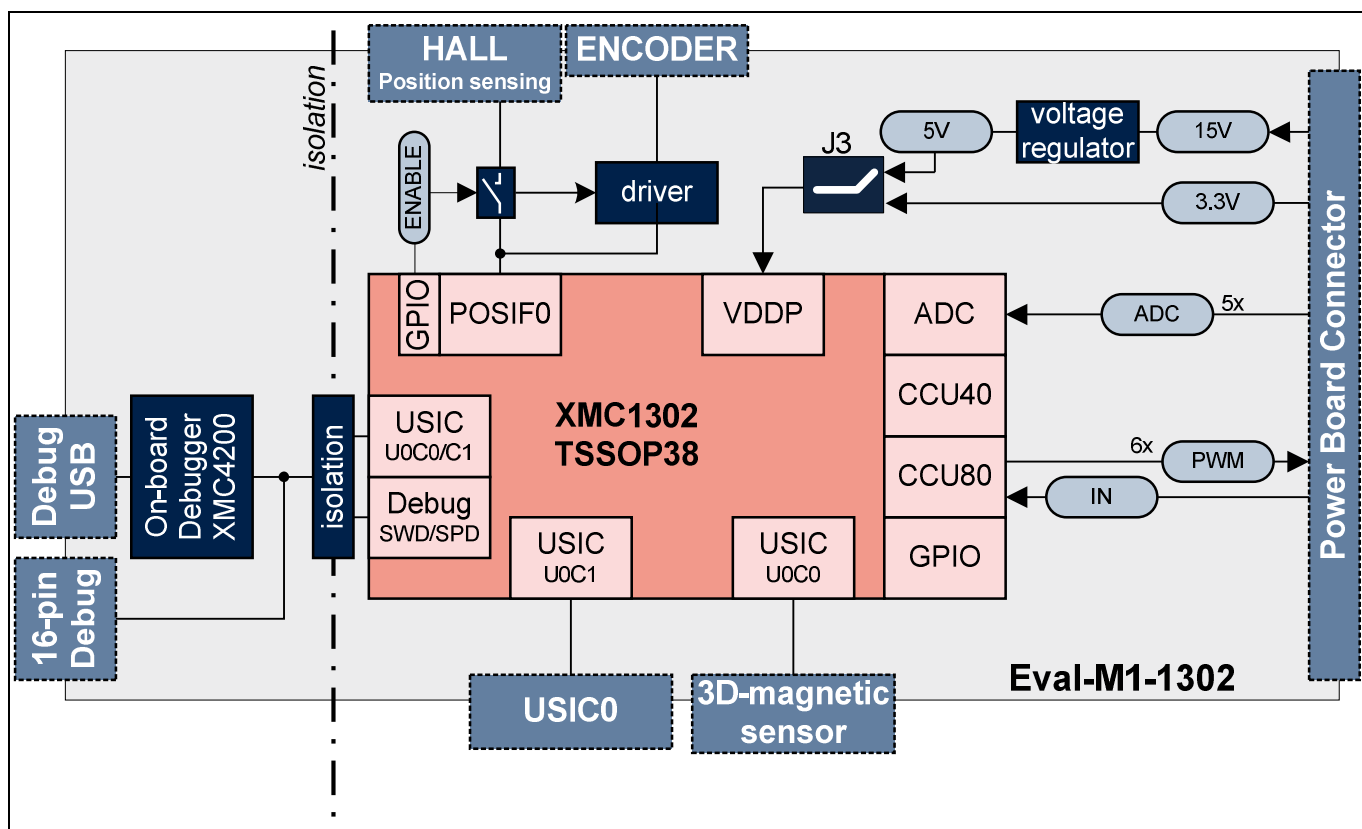 HALL
Position sensing
ENCODER
isolation
ENABLE
driver
J3
5V
voltage
regulator
15V
3.3V
Power Board Connector
GPIO
POSIF0
VDDP
ADC
ADC
5x
CCU40
XMC1302
TSSOP38
USIC
U0C0/C1
Debug
USB
On-board
Debugger
XMC4200
isolation
CCU80
6x
PWM
IN
Debug
SWD/SPD
USIC
U0C1
USIC
U0C0
GPIO
16-pin
Debug
Eval-M1-1302
USIC0
3D-magnetic
sensor